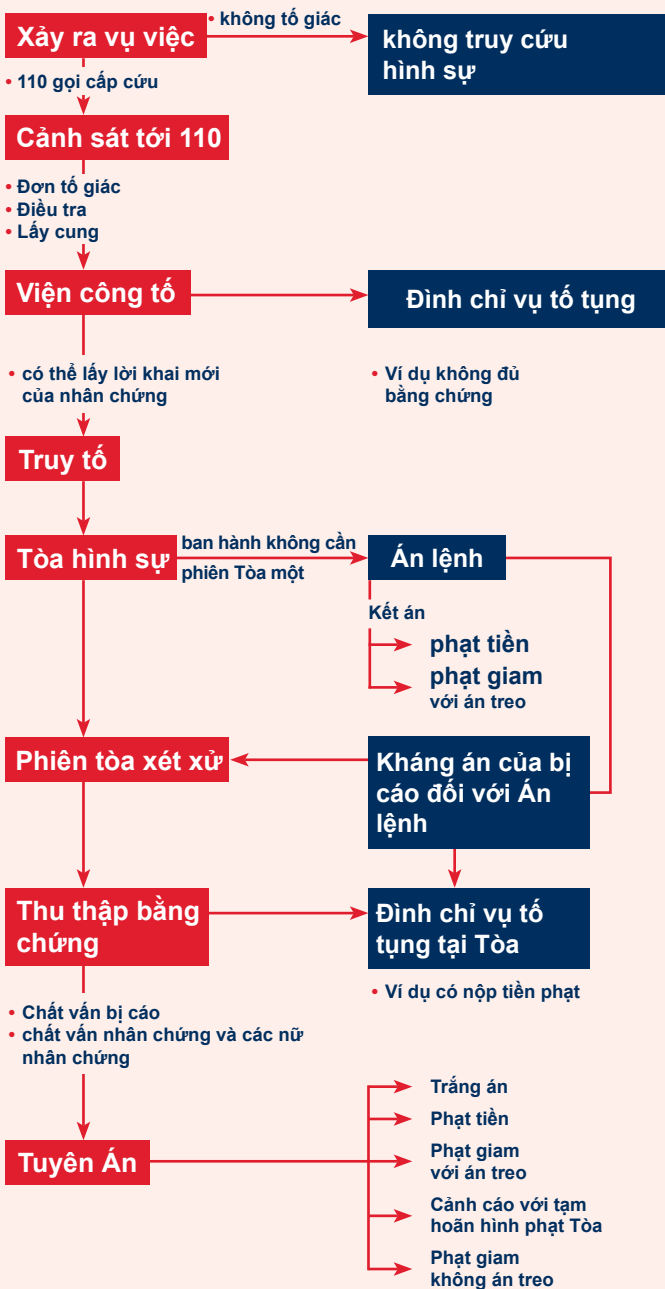 Xảy ra vụ việc
• không tố giác
không truy cứu
hình sự
• 110 gọi cấp cứu
Cảnh sát tới 110
• Đơn tố giác
• Điều tra
• Lấy cung
Viện công tố
Đình chỉ vụ tố tụng
• có thể lấy lời khai mới
của nhân chứng
• Ví dụ không đủ
bằng chứng
Truy tố
Tòa hình sự
ban hành không cần
phiên Tòa một
Án lệnh
Kết án
phạt tiền
phạt giam
với án treo
Phiên tòa xét xử
Kháng án của bị
cáo đối với Án
lệnh
Thu thập bằng
chứng
Đình chỉ vụ tố
tụng tại Tòa
• Ví dụ có nộp tiền phạt
• Chất vấn bị cáo
• chất vấn nhân chứng và các nữ
nhân chứng
Tuyên Án
Trắng án
Phạt tiền
Phạt giam
với án treo
Cảnh cáo với tạm
hoãn hình phạt Tòa
Phạt giam
không án treo